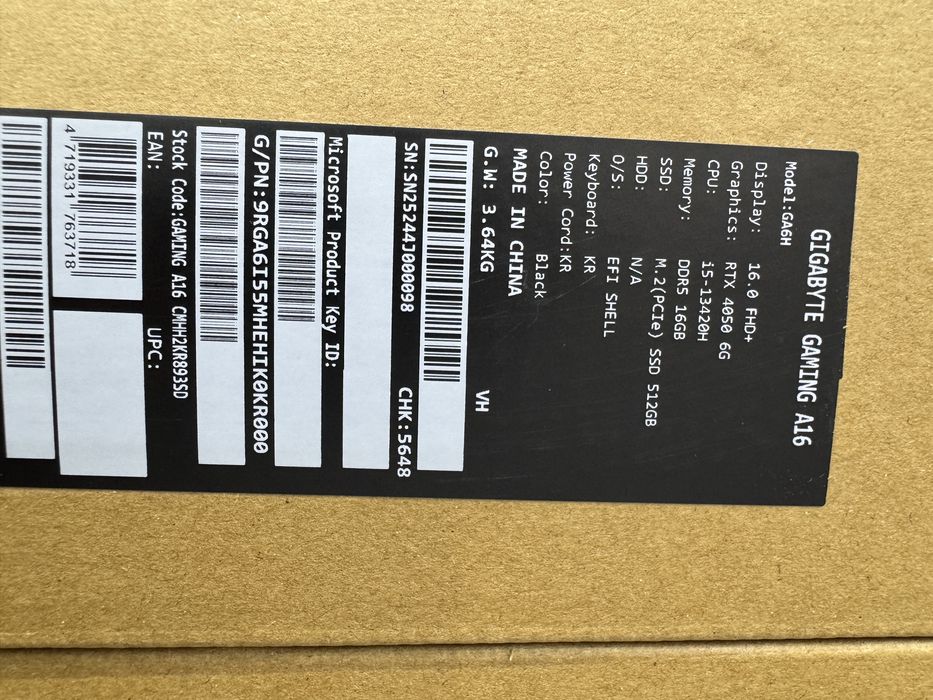 GIGABYTE GAMING A16
Model:GA6H
Display: 16.0 FHD+
Graphics: RTX 4050 6G
CPU: i5-13420H
Memory: DDR5 16GB
SSD: M.2(PCIe) SSD 512GB
HDD: N/A
O/S: EFI SHELL
Keyboard: KR
Power Cord:KR
Color: Black
MADE IN CHINA
G.W: 3.64KG VH
SN:SN25244J000098 CHK:5648
Microsoft Product Key ID:
G/PN:9RGA6I55MHEHIK0KR000
Stock Code:GAMING A16 CMHH2KR893SD
EAN: UPC:
4 719331 763718